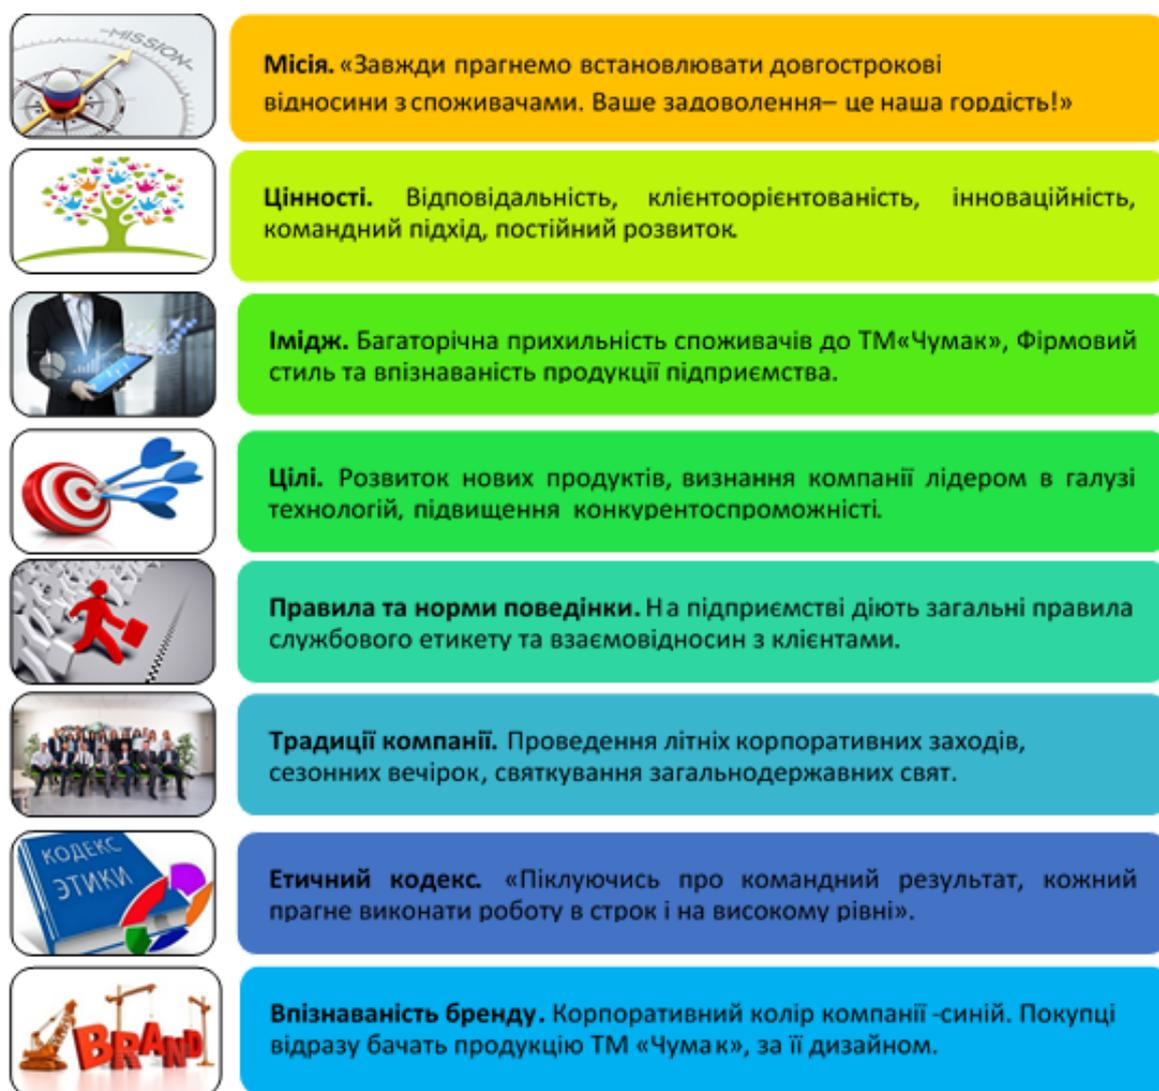 MISSION
Місія. «Завжди прагнемо встановлювати довгострокові
відносини з споживачами. Ваше задоволення– це наша гордість!»
Цінності. Відповідальність, клієнтоорієнтованість, інноваційність,
командний підхід, постійний розвиток.
Імідж. Багаторічна прихильність споживачів до ТМ«Чумак», Фірмовий
стиль та впізнаваність продукції підприємства.
Цілі. Розвиток нових продуктів, визнання компанії лідером в галузі
технологій, підвищення конкурентоспроможністі.
Правила та норми поведінки. На підприємстві діють загальні правила
службового етикету та взаємовідносин з клієнтами.
Традиції компанії. Проведення літніх корпоративних заходів,
сезонних вечірок, святкування загальнодержавних свят.
КОДЕКС
ЭТИКИ
Етичний кодекс. «Піклуючись про командний результат, кожний
прагне виконати роботу в строк і на високому рівні».
BRAND
Впізнаваність бренду. Корпоративний колір компанії -синій. Покупці
відразу бачать продукцію ТМ «Чумак», за її дизайном.